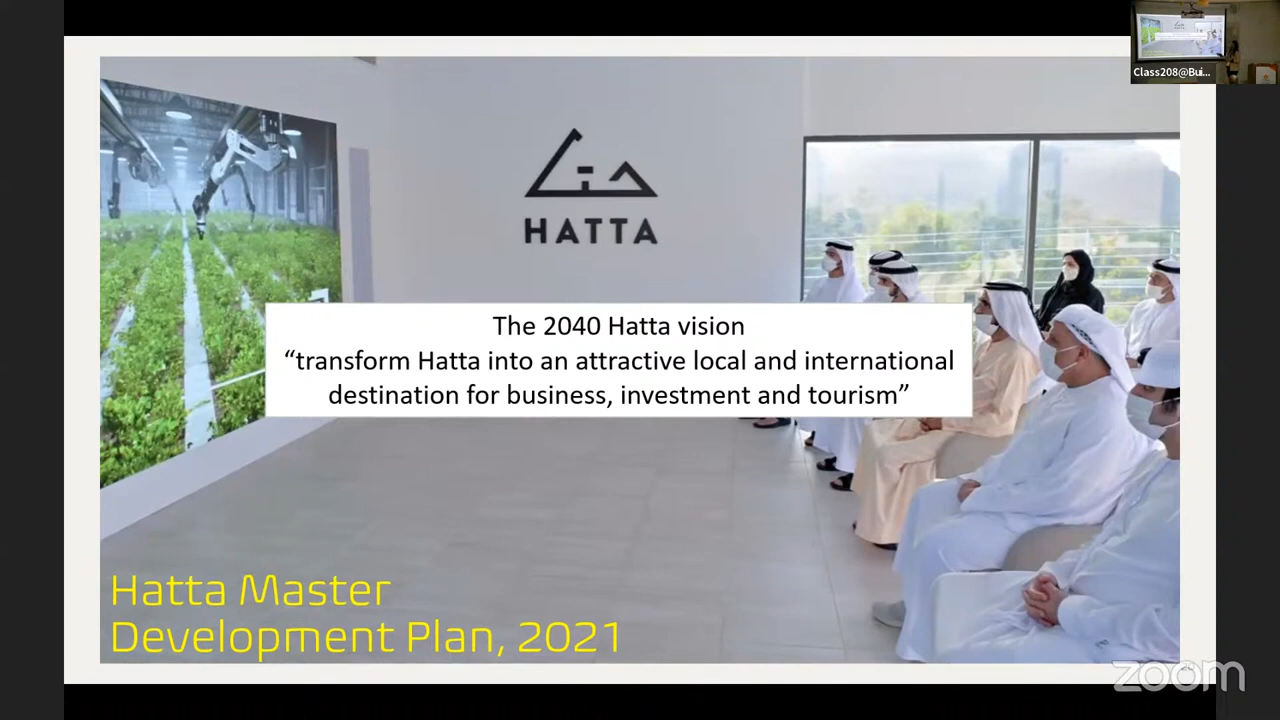 Class208@Bui...
HATTA
The 2040 Hatta vision
“transform Hatta into an attractive local and international
destination for business, investment and tourism”
Hatta Master
Development Plan, 2021
zoom